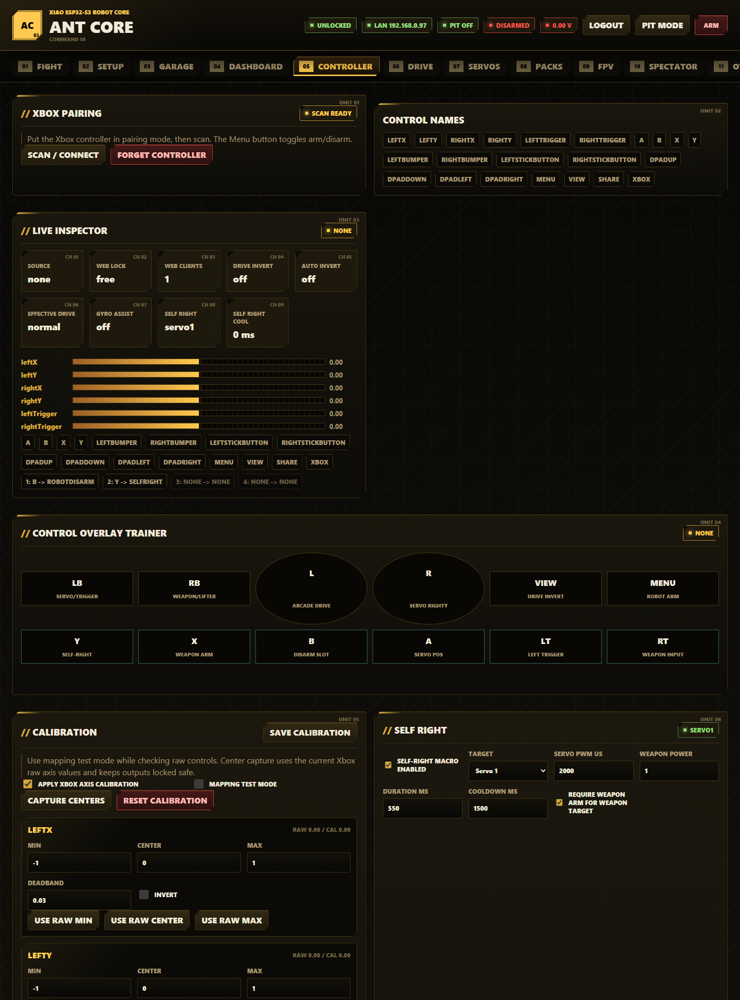 XIAO ESP32-S3 ROBOT CORE
AC
03
ANT CORE
COMMAND UI
UNLOCKED
LAN 192.168.0.97
PIT OFF
DISARMED
0.00 V
LOGOUT
PIT MODE
ARM
01 FIGHT
02 SETUP
03 GARAGE
04 DASHBOARD
05 CONTROLLER
06 DRIVE
07 SERVOS
08 PACKS
09 FPV
10 SPECTATOR
11
UNIT 01
// XBOX PAIRING
SCAN READY
Put the Xbox controller in pairing mode, then scan. The Menu button toggles arm/disarm.
SCAN / CONNECT
FORGET CONTROLLER
UNIT 02
CONTROL NAMES
LEFTX LEFTY RIGHTX RIGHTY LEFTTRIGGER RIGHTTRIGGER A B X Y
LEFTBUMPER RIGHTBUMPER LEFTSTICKBUTTON RIGHTSTICKBUTTON DPADUP
DPADDOWN DPADLEFT DPADRIGHT MENU VIEW SHARE XBOX
UNIT 03
// LIVE INSPECTOR
NONE
CH 01
SOURCE
none
CH 02
WEB LOCK
free
CH 03
WEB CLIENTS
1
CH 04
DRIVE INVERT
off
CH 05
AUTO INVERT
off
CH 06
EFFECTIVE DRIVE
normal
CH 07
GYRO ASSIST
off
CH 08
SELF RIGHT
servo1
CH 09
SELF RIGHT
COOL
0 ms
leftX 0.00
leftY 0.00
rightX 0.00
rightY 0.00
leftTrigger 0.00
rightTrigger 0.00
A B X Y LEFTBUMPER RIGHTBUMPER LEFTSTICKBUTTON RIGHTSTICKBUTTON
DPADUP DPADDOWN DPADLEFT DPADRIGHT MENU VIEW SHARE XBOX
1: B -> ROBOTDISARM 2: Y -> SELFRIGHT 3: NONE -> NONE 4: NONE -> NONE
UNIT 04
// CONTROL OVERLAY TRAINER
NONE
LB
SERVO/TRIGGER
RB
WEAPON/LIFTER
L
ARCADE DRIVE
R
SERVO RIGHTY
VIEW
DRIVE INVERT
MENU
ROBOT ARM
Y
SELF-RIGHT
X
WEAPON ARM
B
DISARM SLOT
A
SERVO POS
LT
LEFT TRIGGER
RT
WEAPON INPUT
UNIT 05
// CALIBRATION
SAVE CALIBRATION
Use mapping test mode while checking raw controls. Center capture uses the current Xbox
raw axis values and keeps outputs locked safe.
APPLY XBOX AXIS CALIBRATION
MAPPING TEST MODE
CAPTURE CENTERS
RESET CALIBRATION
LEFTX
RAW 0.00 / CAL 0.00
MIN CENTER MAX
-1 0 1
DEADBAND
0.03
INVERT
USE RAW MIN
USE RAW CENTER
USE RAW MAX
LEFTY
RAW 0.00 / CAL 0.00
MIN CENTER MAX
-1 0 1
UNIT 06
// SELF RIGHT
SERVO1
SELF-RIGHT MACRO
ENABLED
TARGET
Servo 1
SERVO PWM US
2000
WEAPON POWER
1
DURATION MS
550
COOLDOWN MS
1500
REQUIRE WEAPON
ARM FOR WEAPON
TARGET